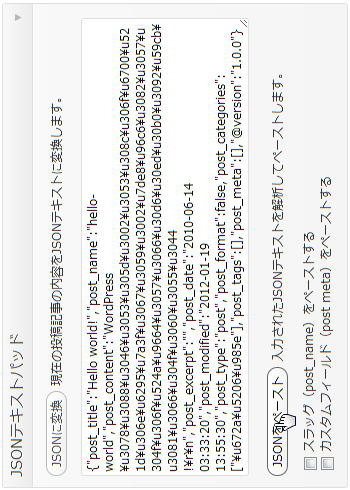 JSONテキストパッド
JSONに変換 現在の投稿記事の内容をJSONテキストに変換します。
{"post_title":"Hello world!","post_name":"hello-
world","post_content":"WordPress
¥u3078¥u3088¥u3046¥u3053¥u305d¥u3002¥u3053¥u308c¥u306f¥u6700¥u52
1d¥u306e¥u6295¥u7a3f¥u3067¥u3059¥u3002¥u7de8¥u96c6¥u3082¥u3057¥u
304f¥u306f¥u524a¥u9664¥u3057¥u3066¥u30d6¥u30ed¥u30b0¥u3092¥u59cb¥
u3081¥u3066¥u304f¥u3060¥u3055¥u3044
!¥r¥n","post_excerpt":"","post_date":"2010-06-14
03:33:20","post_modified":"2012-01-19
13:55:30","post_type":"post","post_format":false,"post_categories":
["¥u672a¥u5206¥u985e"],"post_tags":[],"post_meta":[],"@version":"1.0.0"}
JSONをペースト 入力されたJSONテキストを解析してペーストします。
スラッグ（post_name）をペーストする
カスタムフィールド（post meta）をペーストする